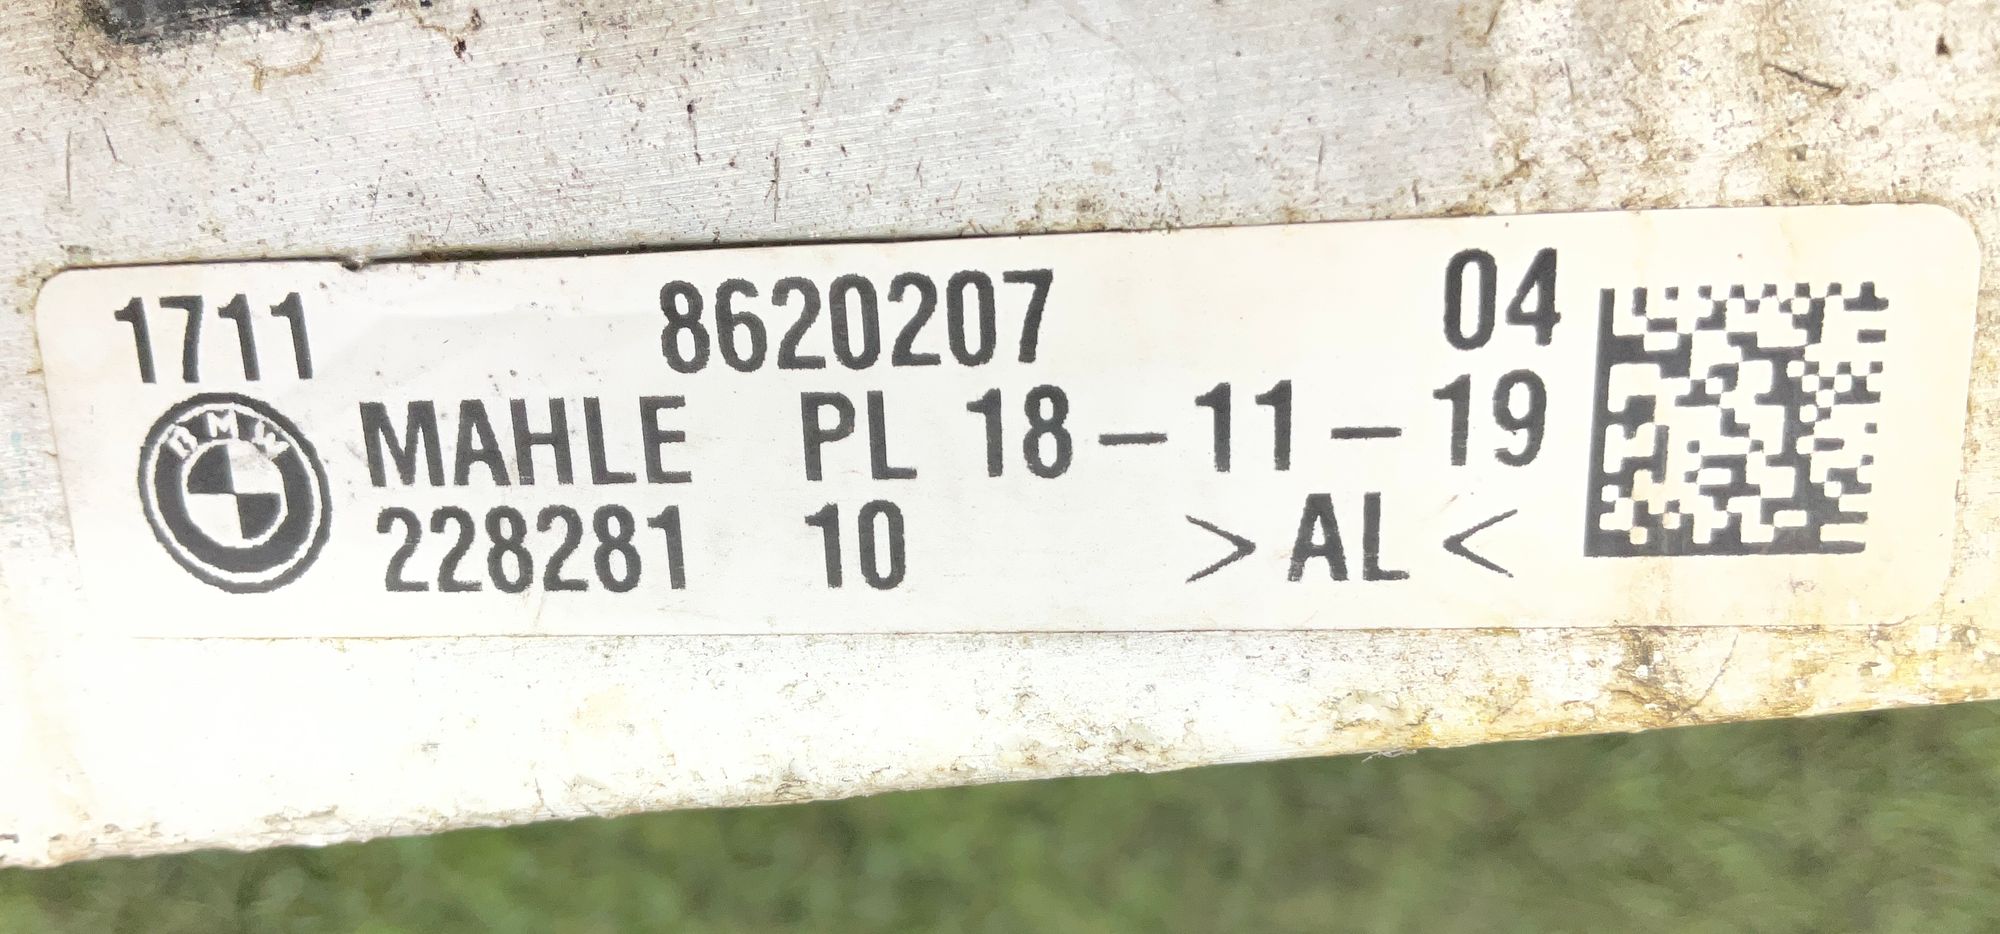 1711 8620207 04
BMW
MAHLE PL 18-11-19
228281 10 >AL<